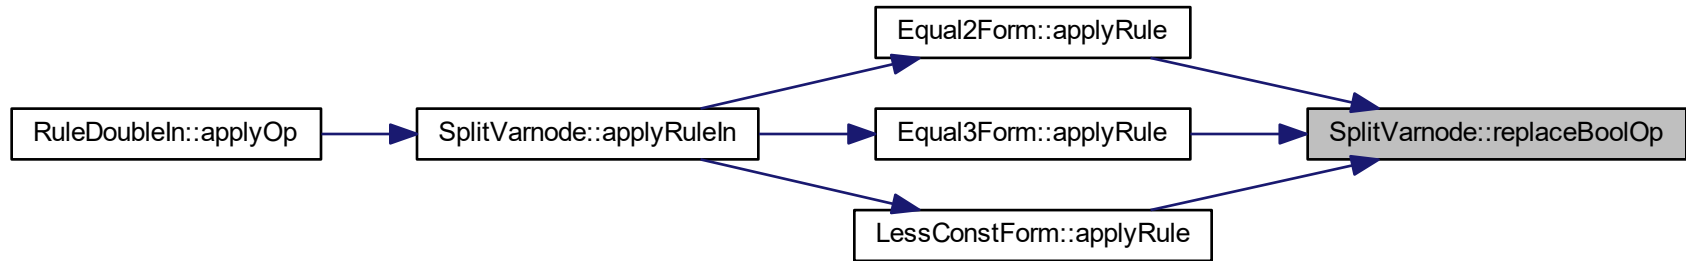 Equal2Form::applyRule
RuleDoubleIn::applyOp
SplitVarnode::applyRuleIn
Equal3Form::applyRule
SplitVarnode::replaceBoolOp
LessConstForm::applyRule